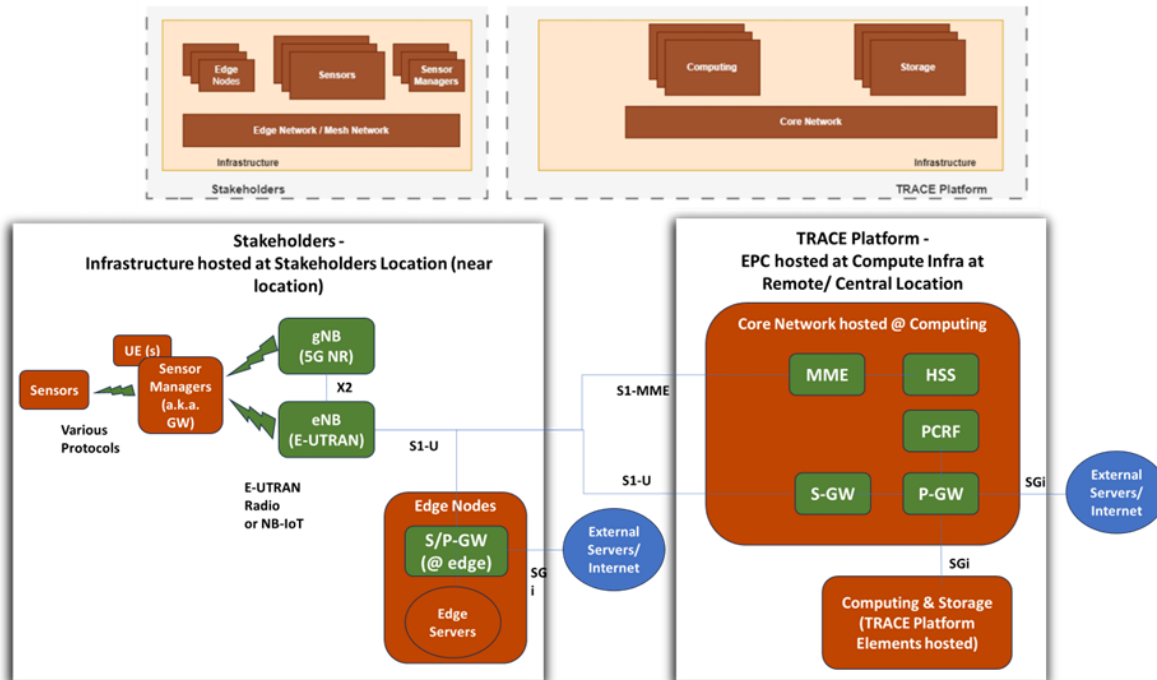 Edge
Nodes
Sensors
Sensor
Managers
Edge Network / Mesh Network
Infrastructure
Stakeholders
Computing
Storage
Core Network
Infrastructure
TRACE Platform
Stakeholders -
Infrastructure hosted at Stakeholders Location (near
location)
UE (s)
Sensors
Sensor
Managers
(a.k.a.
GW)
Various
Protocols
gNB
(5G NR)
X2
eNB
(E-UTRAN)
E-UTRAN
Radio
or NB-IoT
S1-U
Edge Nodes
S/P-GW
(@ edge)
Edge
Servers
SG
i
External
Servers/
Internet
S1-MME
S1-U
TRACE Platform -
EPC hosted at Compute Infra at
Remote/ Central Location
Core Network hosted @ Computing
MME
HSS
PCRF
S-GW
P-GW
SGi
External
Servers/
Internet
SGi
Computing & Storage
(TRACE Platform
Elements hosted)